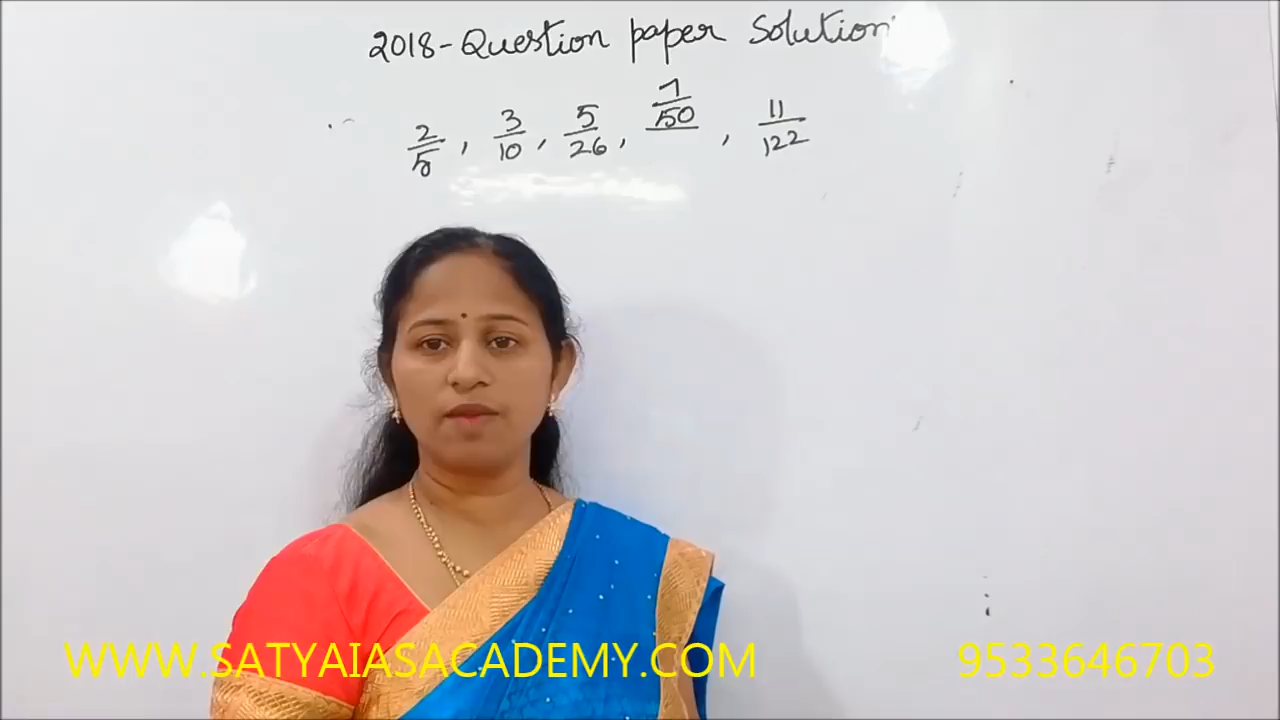 2018-Question paper Solution
2/5, 3/10, 5/26, 7/50, 11/122
WWW.SATYAIASACADEMY.COM
9533646703